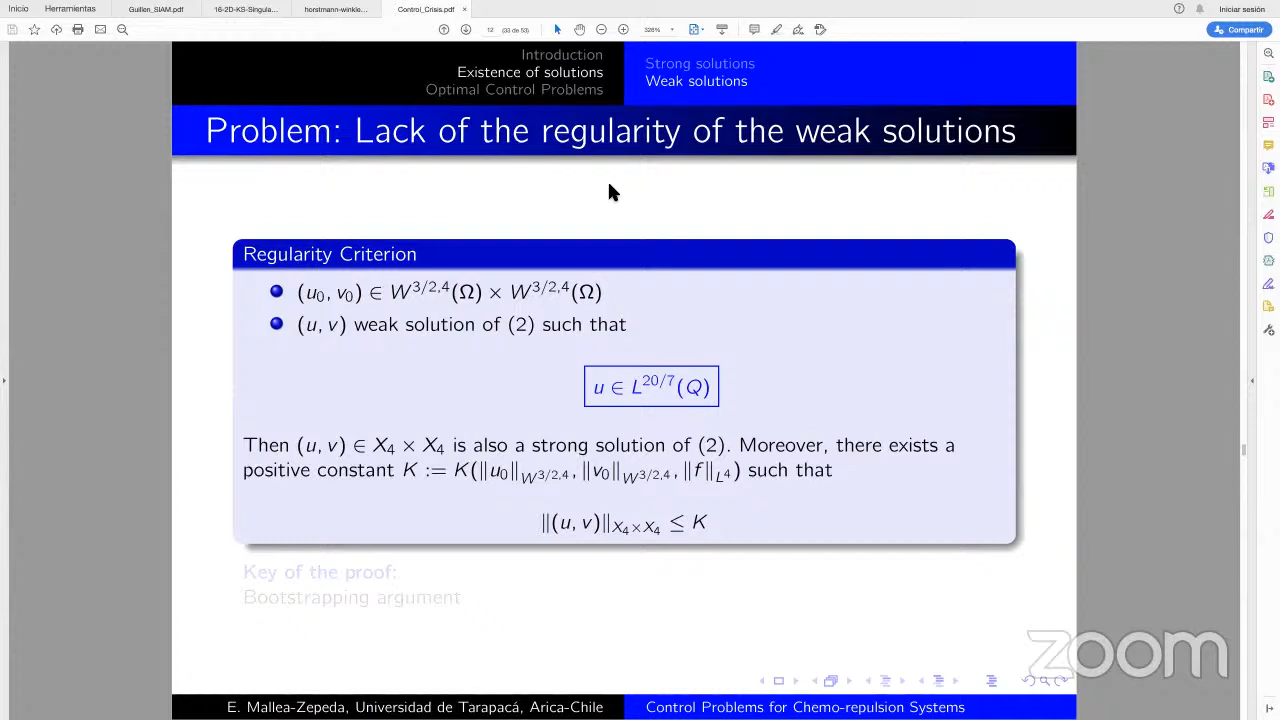 Inicio Herramientas Guillen_SIAM.pdf 16-2D-KS-Singula... horstmann-winkle... Control_Crisis.pdf × Iniciar sesión
12 (33 de 53) 326% Compartir
Introduction
Existence of solutions
Optimal Control Problems
Strong solutions
Weak solutions
Problem: Lack of the regularity of the weak solutions
Regularity Criterion
(u₀, v₀) ∈ W^{3/2,4}(Ω) × W^{3/2,4}(Ω)
(u, v) weak solution of (2) such that
u ∈ L^{20/7}(Q)
Then (u, v) ∈ X₄ × X₄ is also a strong solution of (2). Moreover, there exists a
positive constant K := K(‖u₀‖_{W^{3/2,4}}, ‖v₀‖_{W^{3/2,4}}, ‖f‖_{L⁴}) such that
‖(u, v)‖_{X₄×X₄} ≤ K
Key of the proof:
Bootstrapping argument
zoom
E. Mallea-Zepeda, Universidad de Tarapacá, Arica-Chile Control Problems for Chemo-repulsion Systems